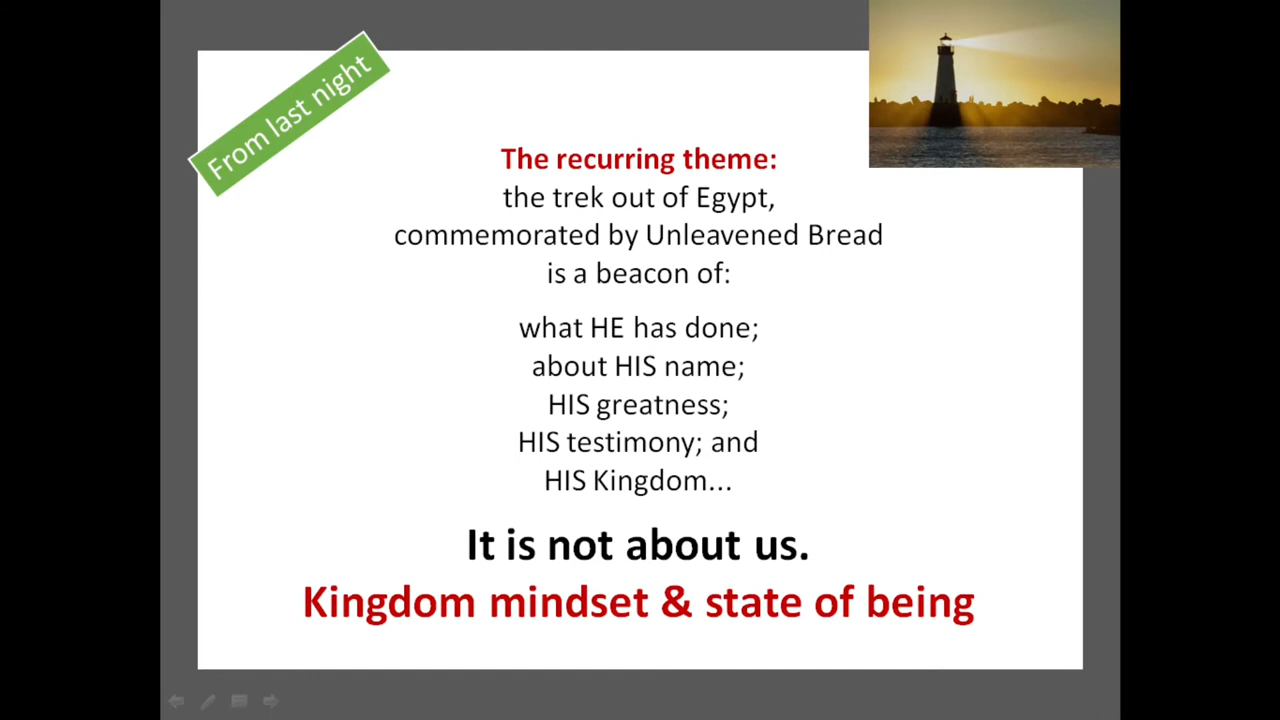 From last night
The recurring theme:
the trek out of Egypt,
commemorated by Unleavened Bread
is a beacon of:
what HE has done;
about HIS name;
HIS greatness;
HIS testimony; and
HIS Kingdom...
It is not about us.
Kingdom mindset & state of being